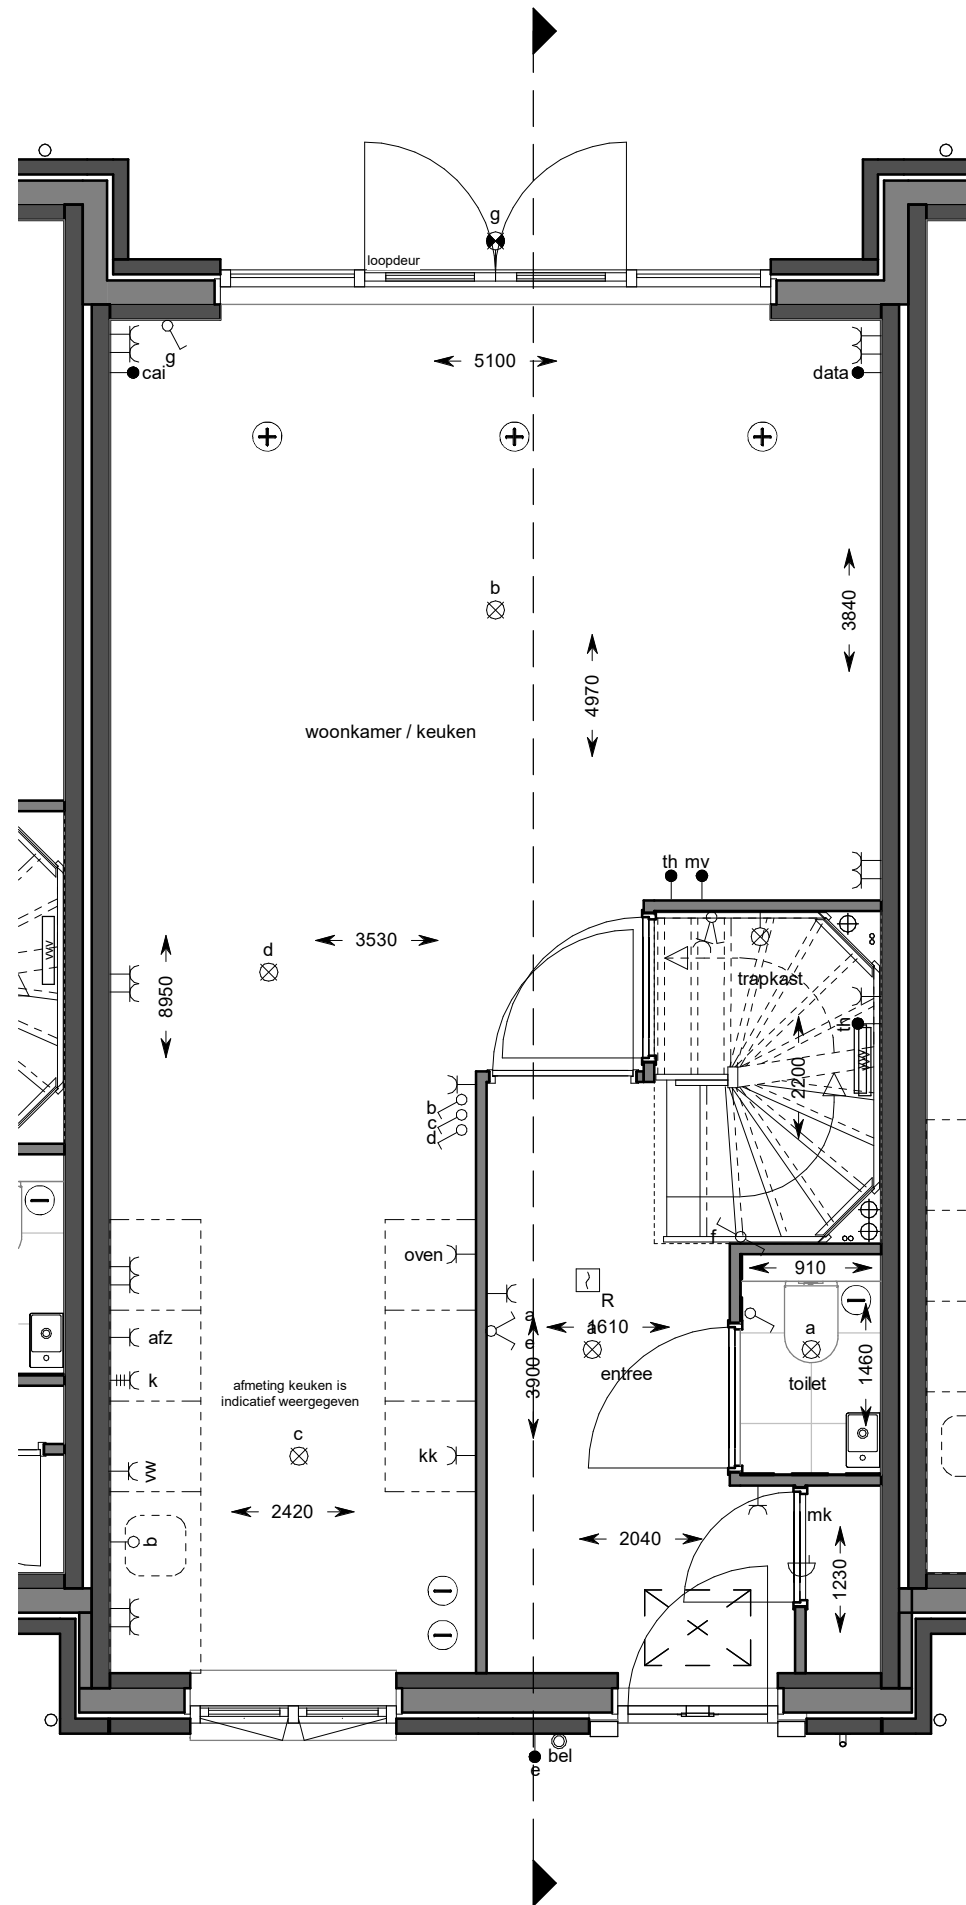 g
loopdeur
g
5100
cai
data
b
3840
4970
woonkamer / keuken
th mv
3530
d
trapkast
8950
th
2200
b
c
d
f
oven
910
R
a
1610
a
e
a
afz
3900
entree
1460
toilet
k
afmeting keuken is
indicatief weergegeven
c
kk
vw
2420
mk
2040
b
1230
bel
e